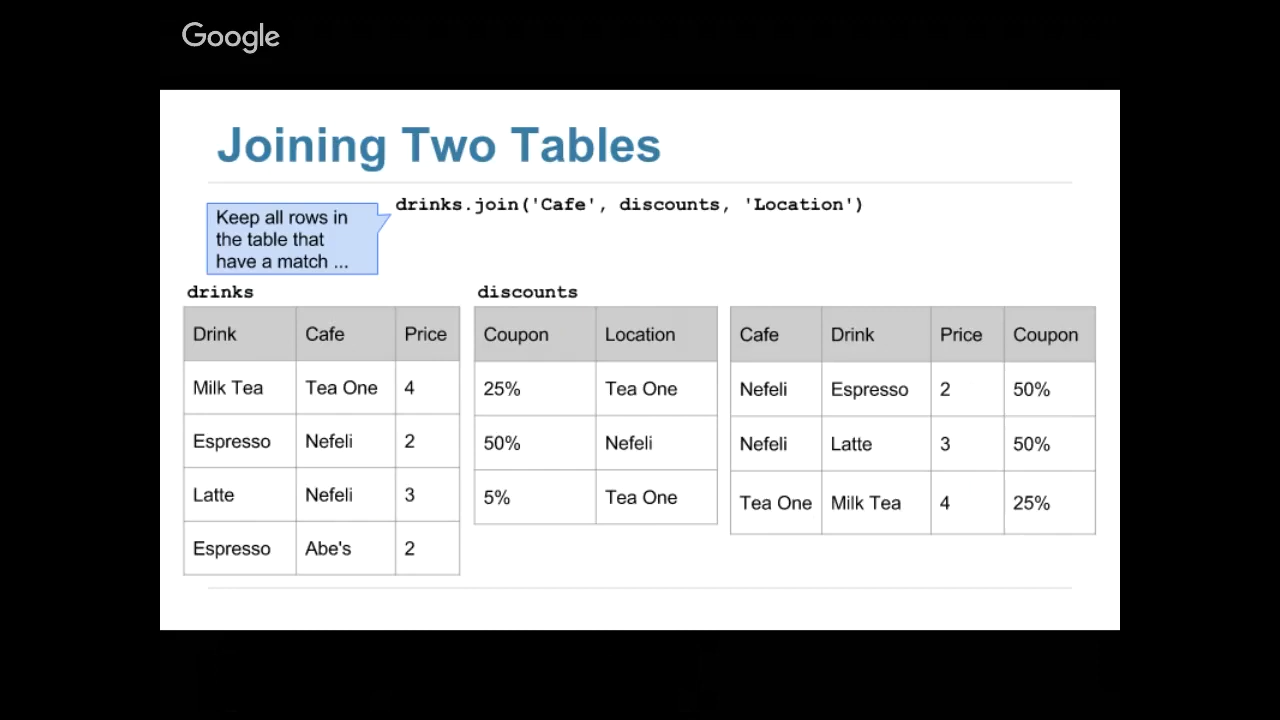 Google
Joining Two Tables
drinks.join('Cafe', discounts, 'Location')
Keep all rows in
the table that
have a match ...
drinks
Drink Cafe Price
Milk Tea Tea One 4
Espresso Nefeli 2
Latte Nefeli 3
Espresso Abe's 2
discounts
Coupon Location
25% Tea One
50% Nefeli
5% Tea One
Cafe Drink Price Coupon
Nefeli Espresso 2 50%
Nefeli Latte 3 50%
Tea One Milk Tea 4 25%